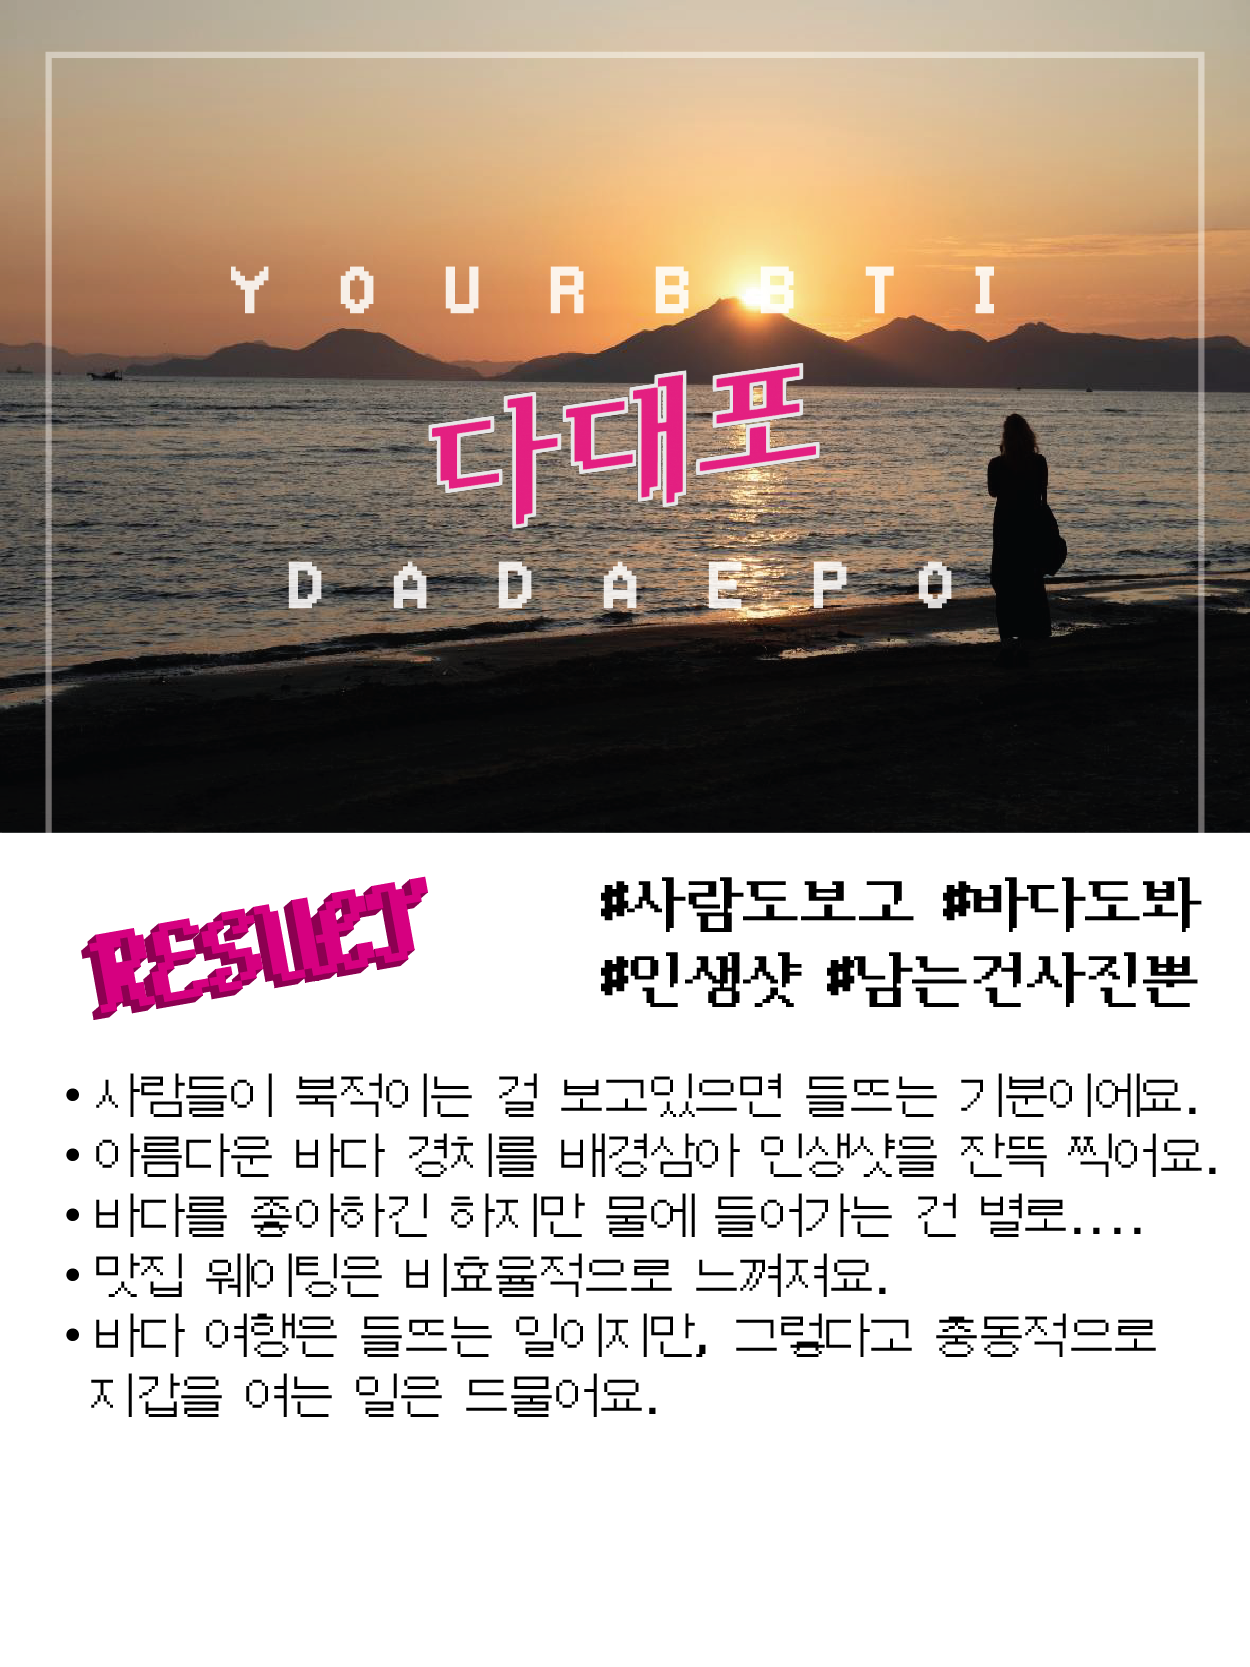 YOURBBTI
다대포
DADAEPO
RESULT
#사람도보고 #바다도봐
#인생샷 #남는건사진뿐
• 사람들이 북적이는 걸 보고있으면 들뜨는 기분이에요.
• 아름다운 바다 경치를 배경삼아 인생샷을 잔뜩 찍어요.
• 바다를 좋아하긴 하지만 물에 들어가는 건 별로....
• 맛집 웨이팅은 비효율적으로 느껴져요.
• 바다 여행은 들뜨는 일이지만, 그렇다고 충동적으로
지갑을 여는 일은 드물어요.